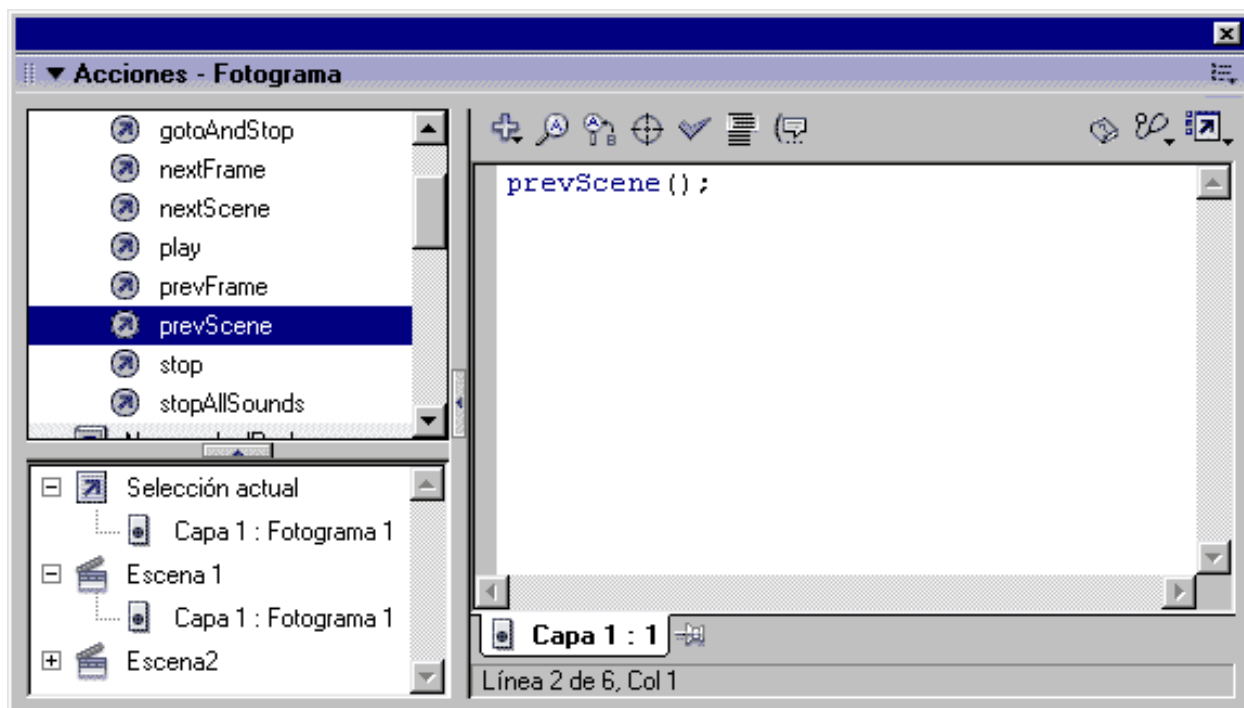 Acciones - Fotograma
gotoAndStop
nextFrame
nextScene
play
prevFrame
prevScene
stop
stopAllSounds
Selección actual
Capa 1 : Fotograma 1
Escena 1
Capa 1 : Fotograma 1
Escena2
prevScene();
Capa 1 : 1
Línea 2 de 6, Col 1